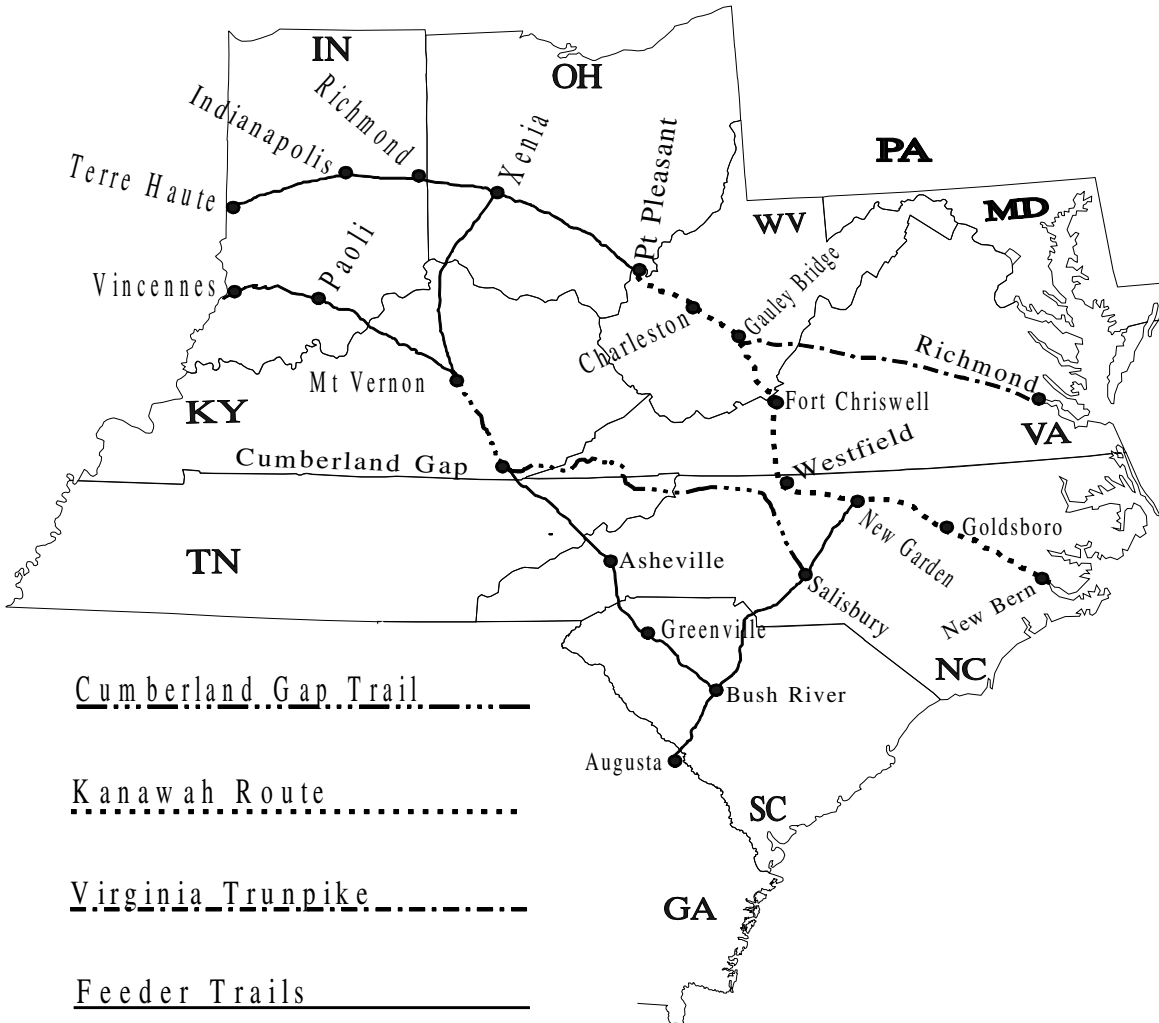 IN
OH
Richmond
Indianapolis
Xenia
Terre Haute
Pt Pleasant
PA
MD
WV
Paoli
Vincennes
Gauley Bridge
Charleston
Richmond
Mt Vernon
KY
Fort Chriswell
VA
Westfield
Cumberland Gap
New Garden
Goldsboro
TN
Asheville
Salisbury
New Bern
Greenville
NC
Cumberland Gap Trail
Bush River
Augusta
Kanawah Route
SC
Virginia Trunpike
GA
Feeder Trails